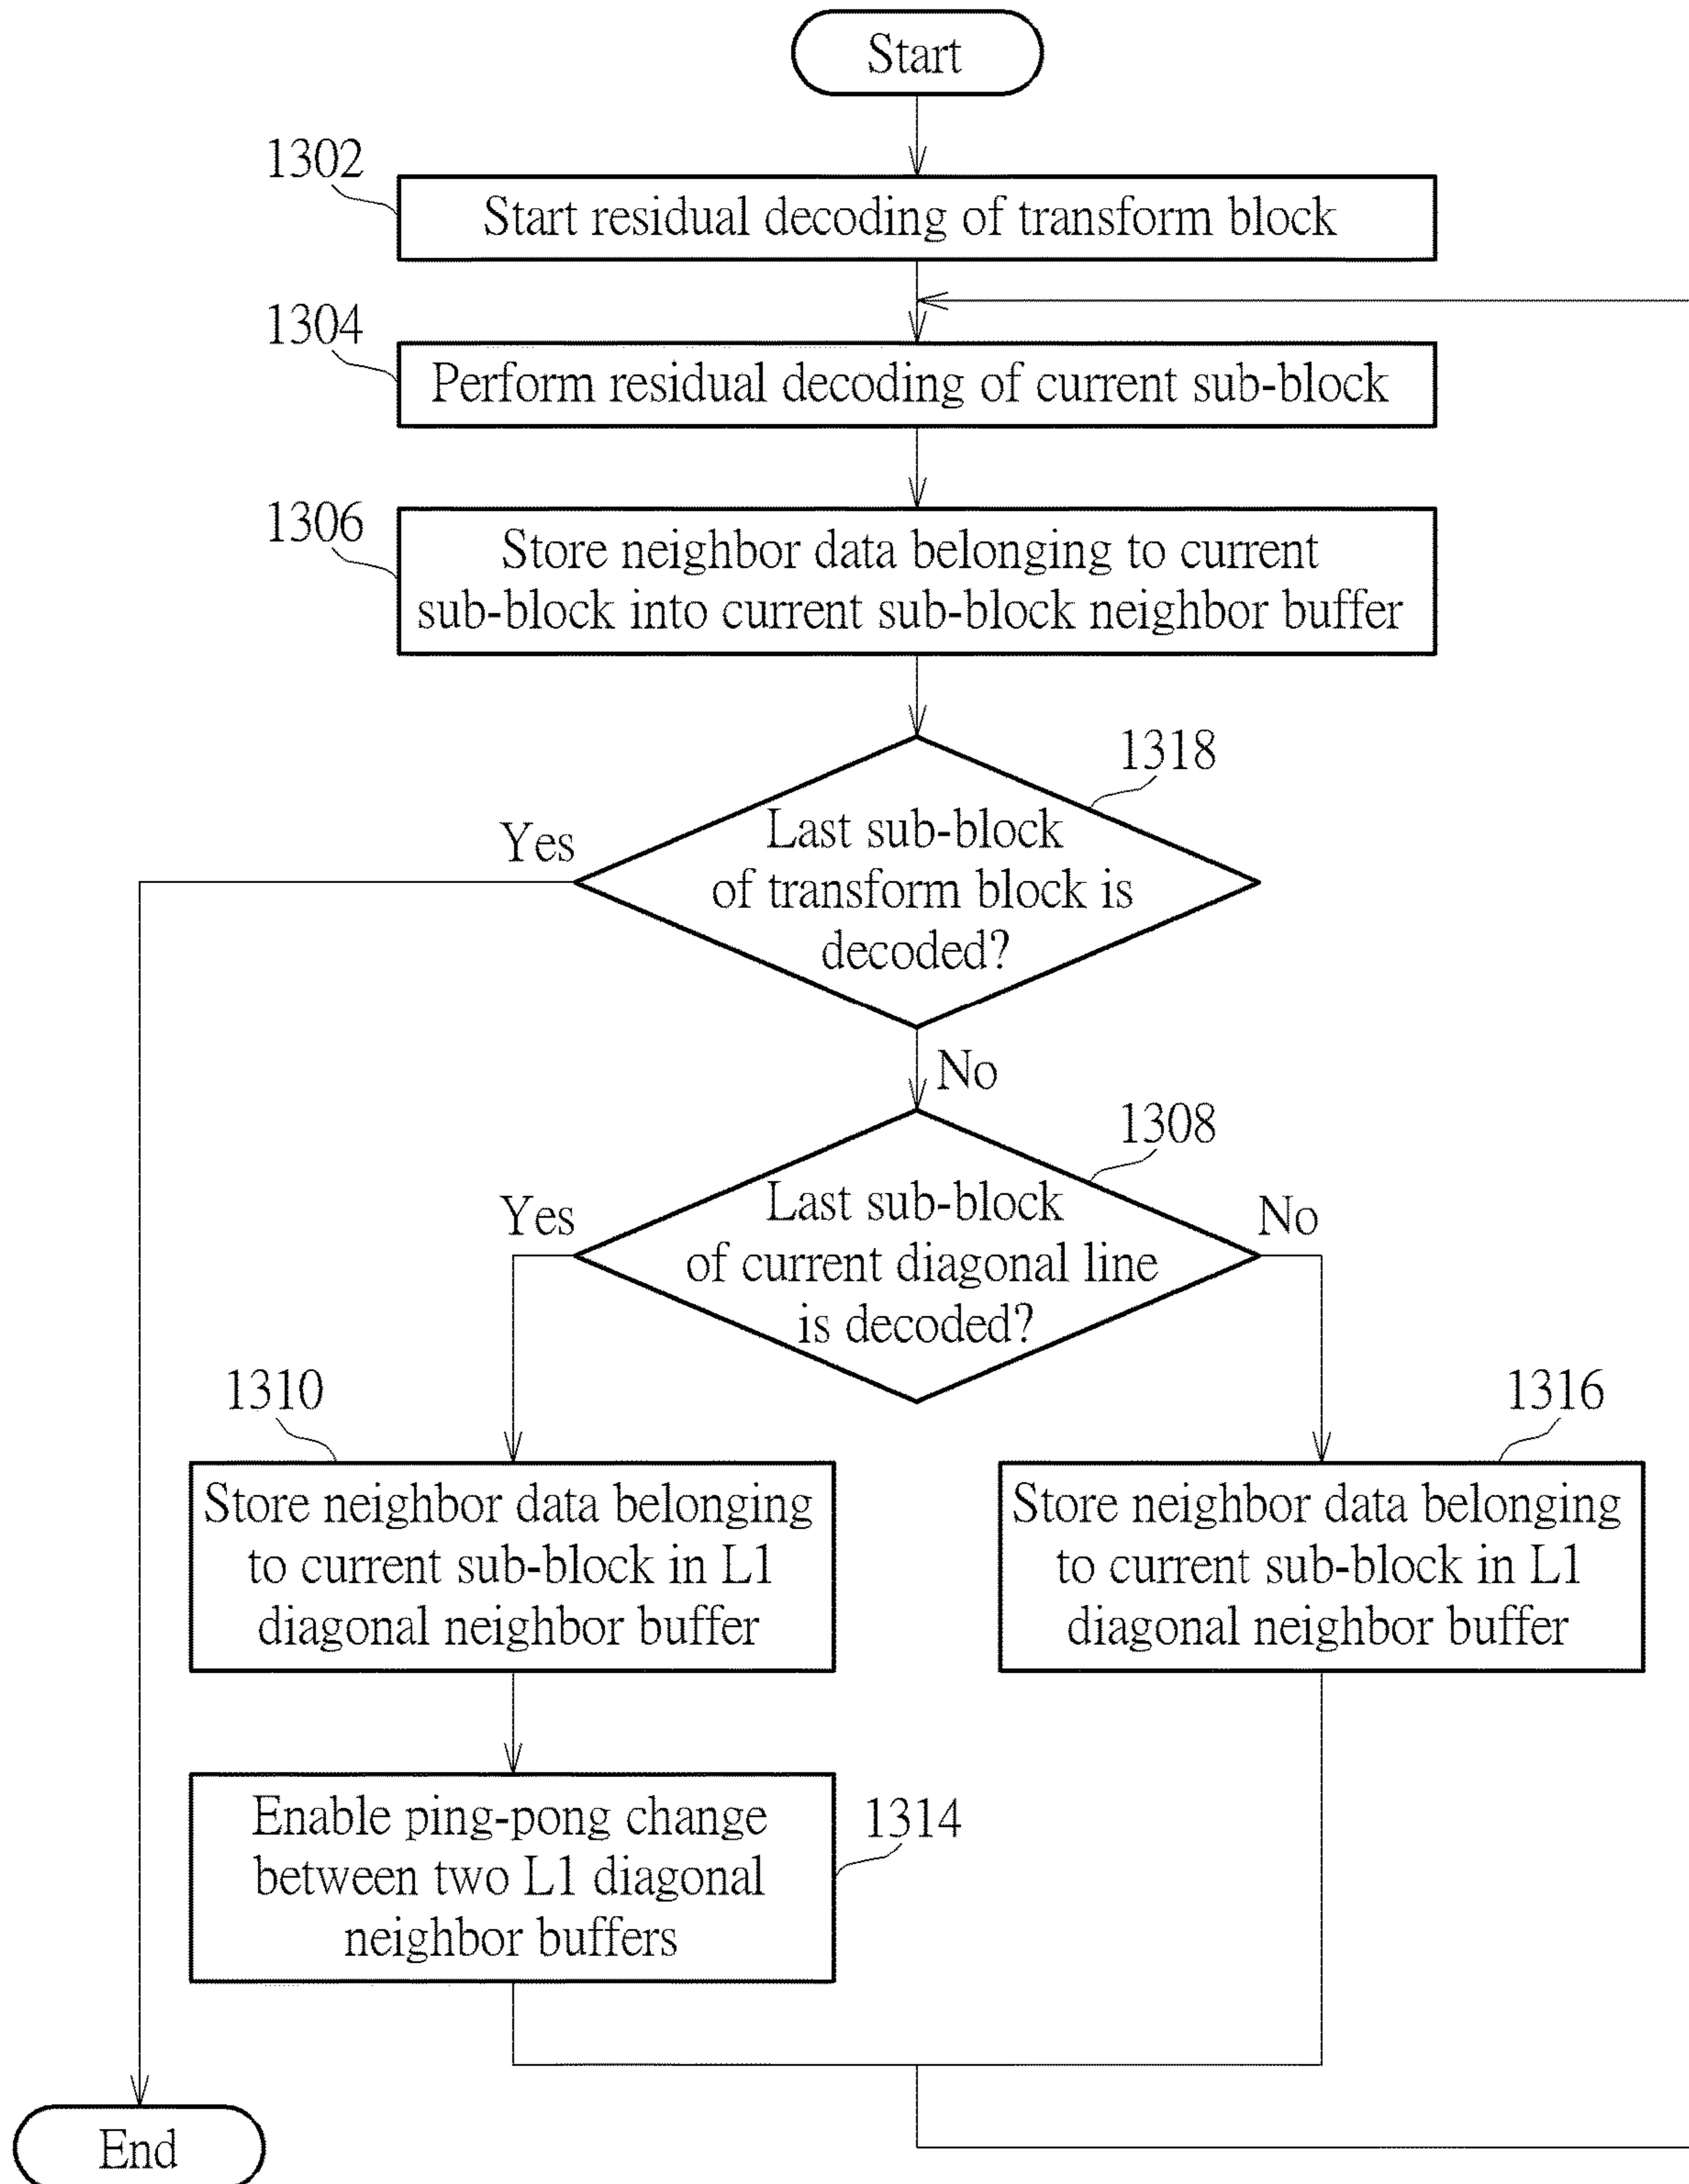 Start
1302
Start residual decoding of transform block
1304
Perform residual decoding of current sub-block
1306
Store neighbor data belonging to current
sub-block into current sub-block neighbor buffer
1318
Last sub-block
of transform block is
decoded?
Yes
No
1308
Last sub-block
of current diagonal line
is decoded?
Yes
No
1310
Store neighbor data belonging
to current sub-block in L1
diagonal neighbor buffer
1316
Store neighbor data belonging
to current sub-block in L1
diagonal neighbor buffer
Enable ping-pong change
between two L1 diagonal
neighbor buffers
1314
End